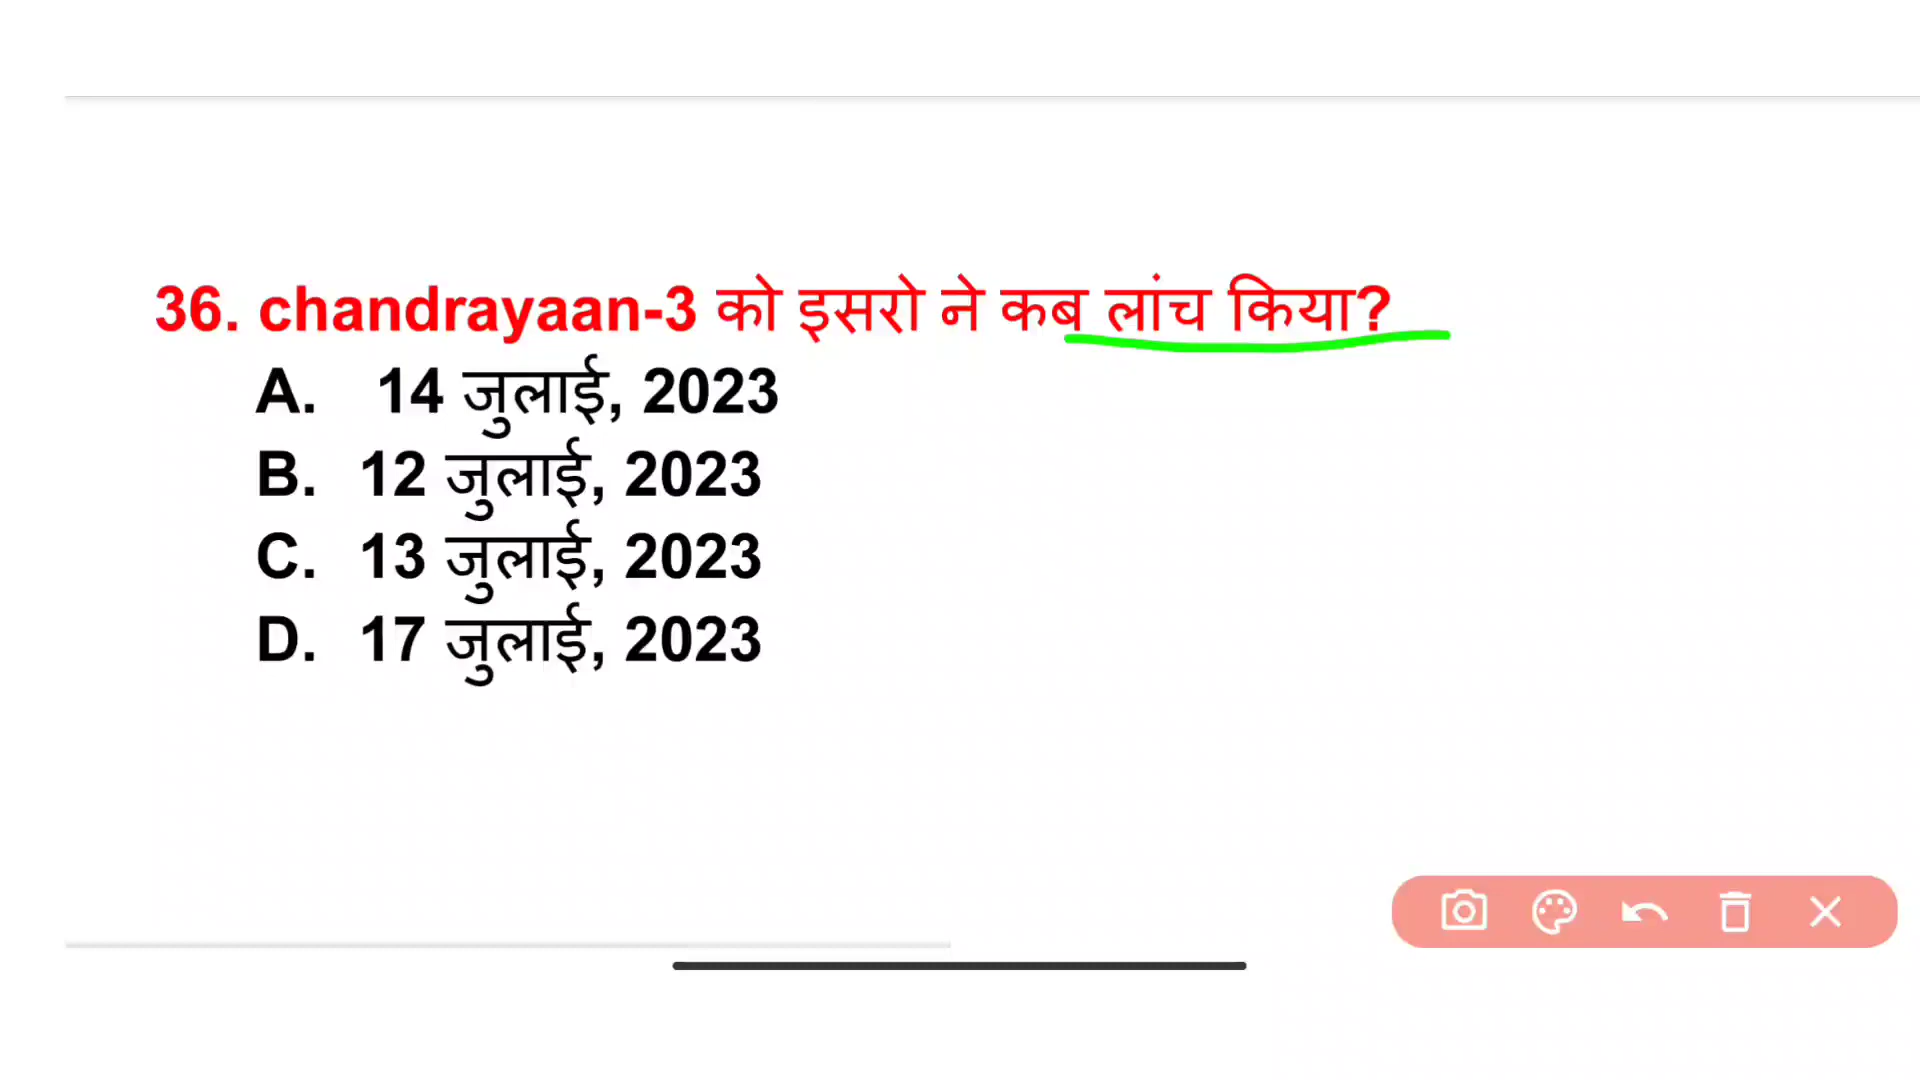 36. chandrayaan-3 को इसरो ने कब लांच किया?
A. 14 जुलाई, 2023
B. 12 जुलाई, 2023
C. 13 जुलाई, 2023
D. 17 जुलाई, 2023